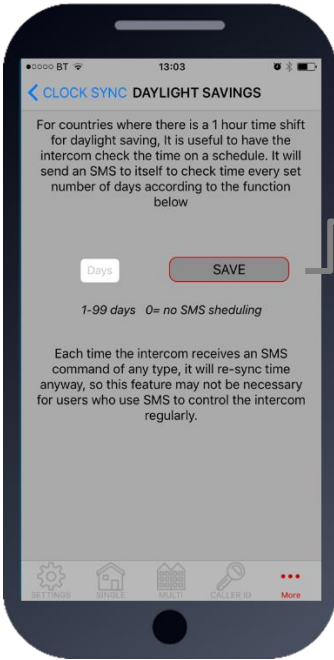 BT 13:03
CLOCK SYNC DAYLIGHT SAVINGS
For countries where there is a 1 hour time shift
for daylight saving, It is useful to have the
intercom check the time on a schedule. It will
send an SMS to itself to check time every set
number of days according to the function
below
Days SAVE
1-99 days 0= no SMS sheduling
Each time the intercom receives an SMS
command of any type, it will re-sync time
anyway, so this feature may not be necessary
for users who use SMS to control the intercom
regularly.
SETTINGS SINGLE MULTI CALLER ID More